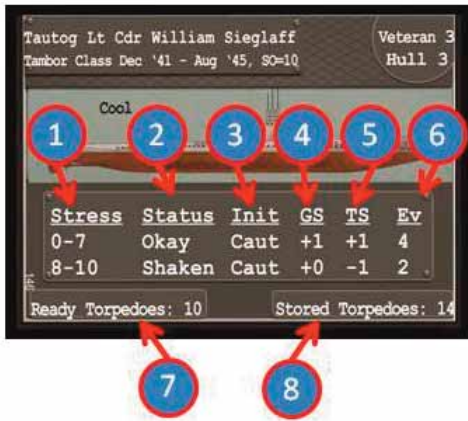 Tautog Lt Cdr William Sieglaff
Veteran 3
Tambor Class Dec '41 - Aug '45, SO=10
Hull 3
Cool
1 2 3 4 5 6
Stress Status Init GS TS Ev
0-7 Okay Caut +1 +1 4
8-10 Shaken Caut +0 -1 2
Ready Torpedoes: 10
Stored Torpedoes: 14
7 8